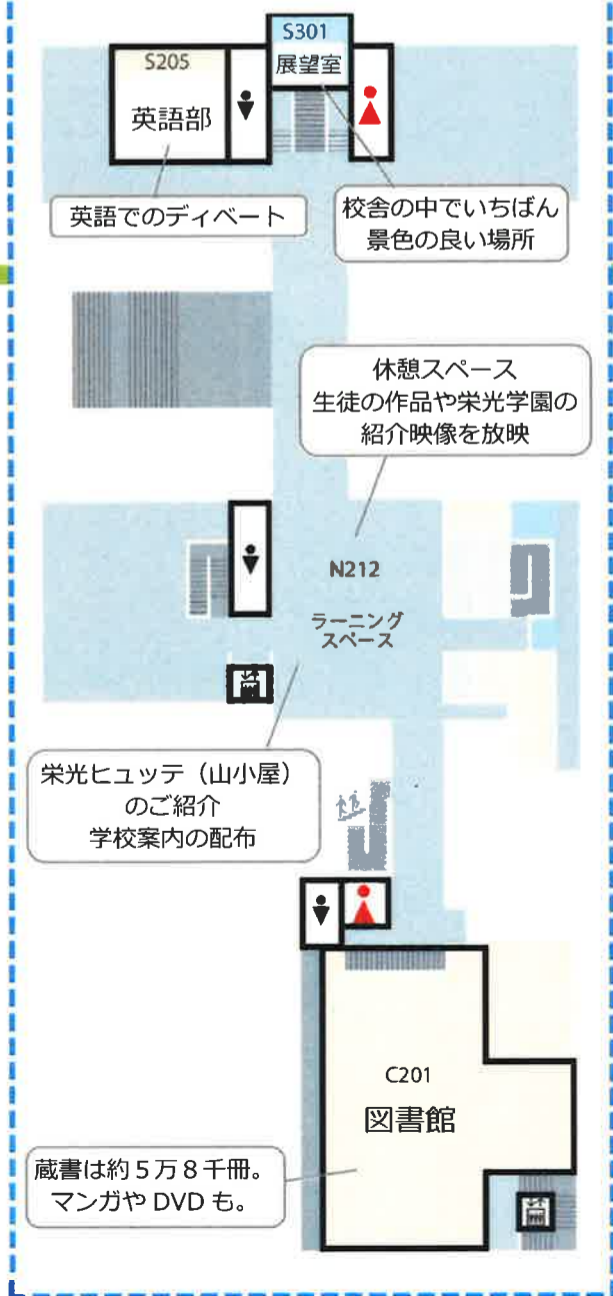 S301
展望室
S205
英語部
英語でのディベート
校舎の中でいちばん
景色の良い場所
休憩スペース
生徒の作品や栄光学園の
紹介映像を放映
N212
ラーニング
スペース
栄光ヒュッテ（山小屋）
のご紹介
学校案内の配布
C201
図書館
蔵書は約５万８千冊。
マンガや DVD も。